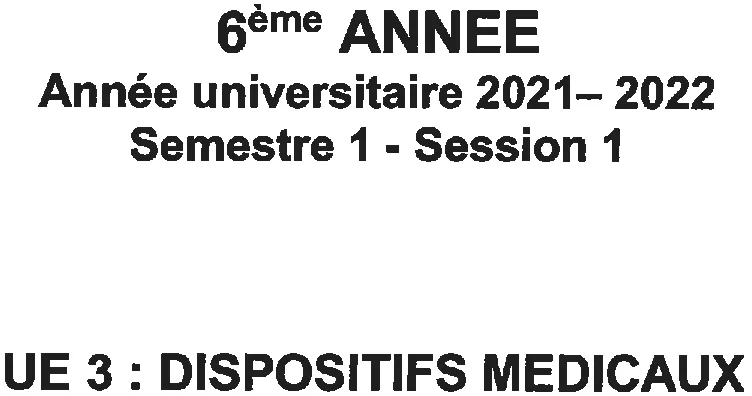 6ème ANNEE
Année universitaire 2021– 2022
Semestre 1 - Session 1
UE 3 : DISPOSITIFS MEDICAUX